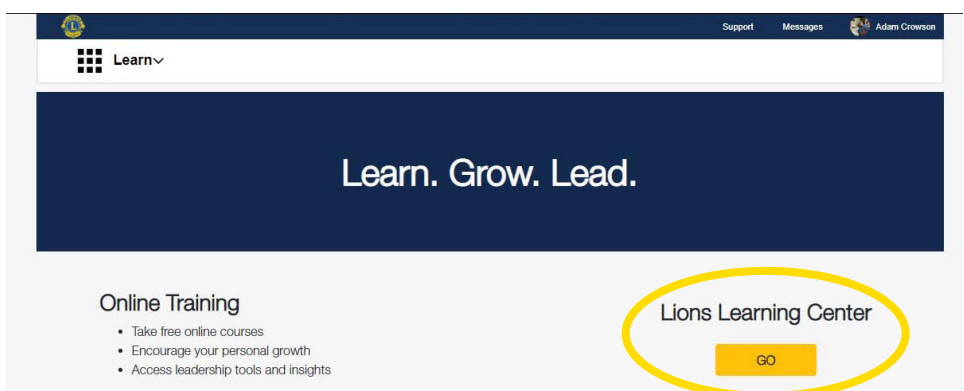 L
Support Messages Adam Crowson
Learn
Learn. Grow. Lead.
Online Training
• Take free online courses
• Encourage your personal growth
• Access leadership tools and insights
Lions Learning Center
GO